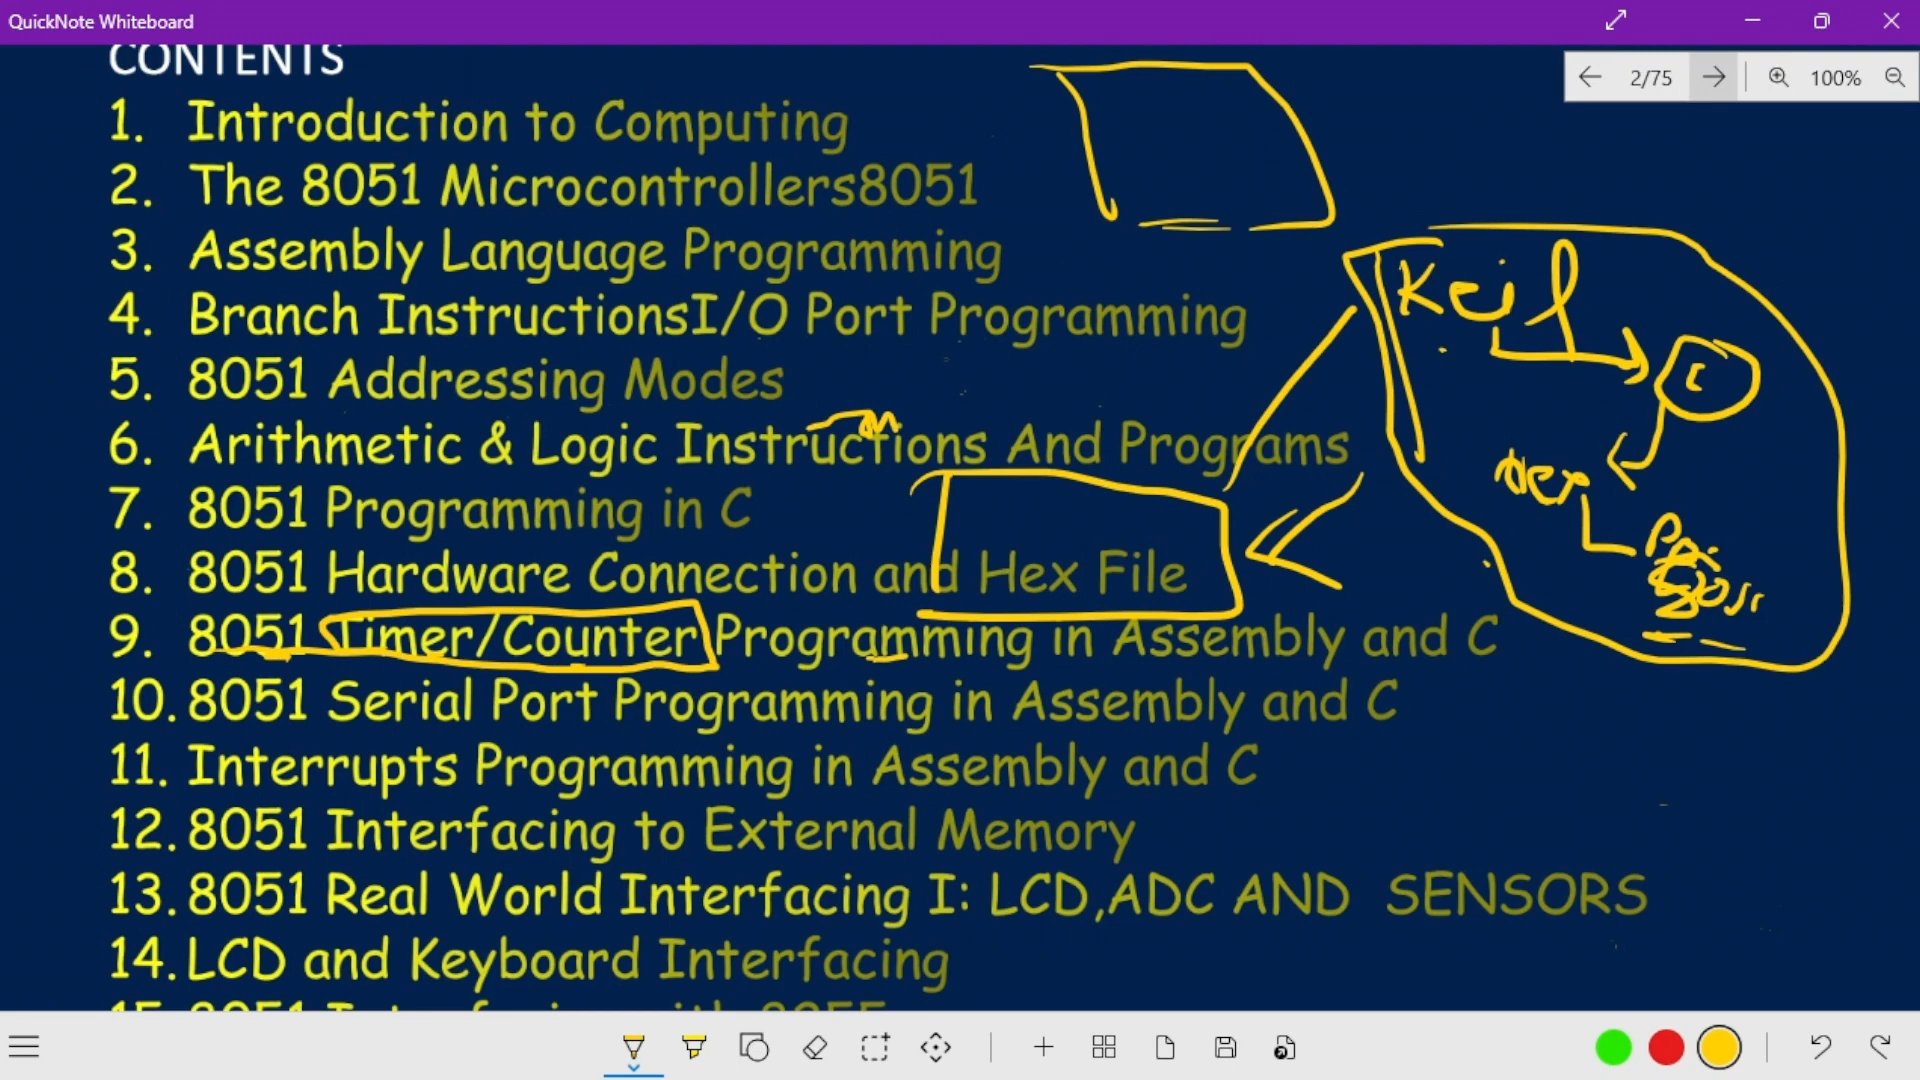 QuickNote Whiteboard
CONTENTS
2/75
100%
1. Introduction to Computing
2. The 8051 Microcontrollers8051
3. Assembly Language Programming
4. Branch InstructionsI/O Port Programming
5. 8051 Addressing Modes
6. Arithmetic & Logic Instructions And Programs
7. 8051 Programming in C
8. 8051 Hardware Connection and Hex File
9. 8051 Timer/Counter Programming in Assembly and C
10. 8051 Serial Port Programming in Assembly and C
11. Interrupts Programming in Assembly and C
12. 8051 Interfacing to External Memory
13. 8051 Real World Interfacing I: LCD,ADC AND SENSORS
14. LCD and Keyboard Interfacing
Keil
C
Hex